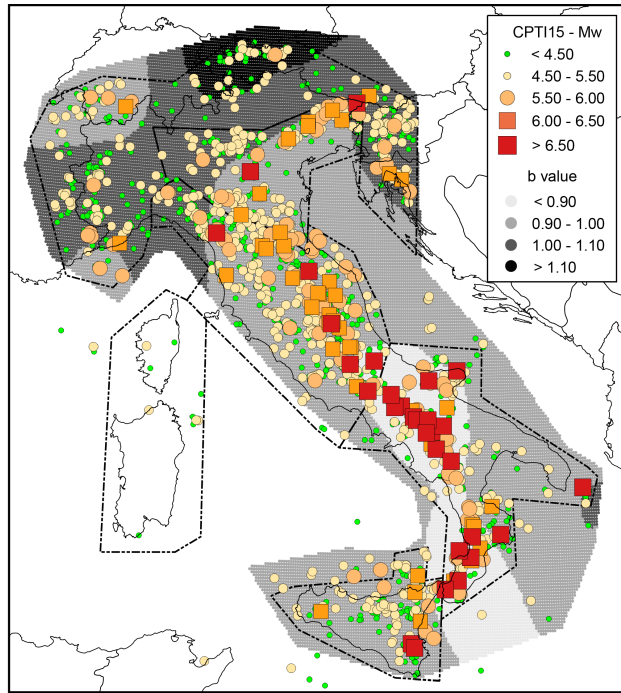 CPTI15 - Mw
< 4.50
4.50 - 5.50
5.50 - 6.00
6.00 - 6.50
> 6.50
b value
< 0.90
0.90 - 1.00
1.00 - 1.10
> 1.10